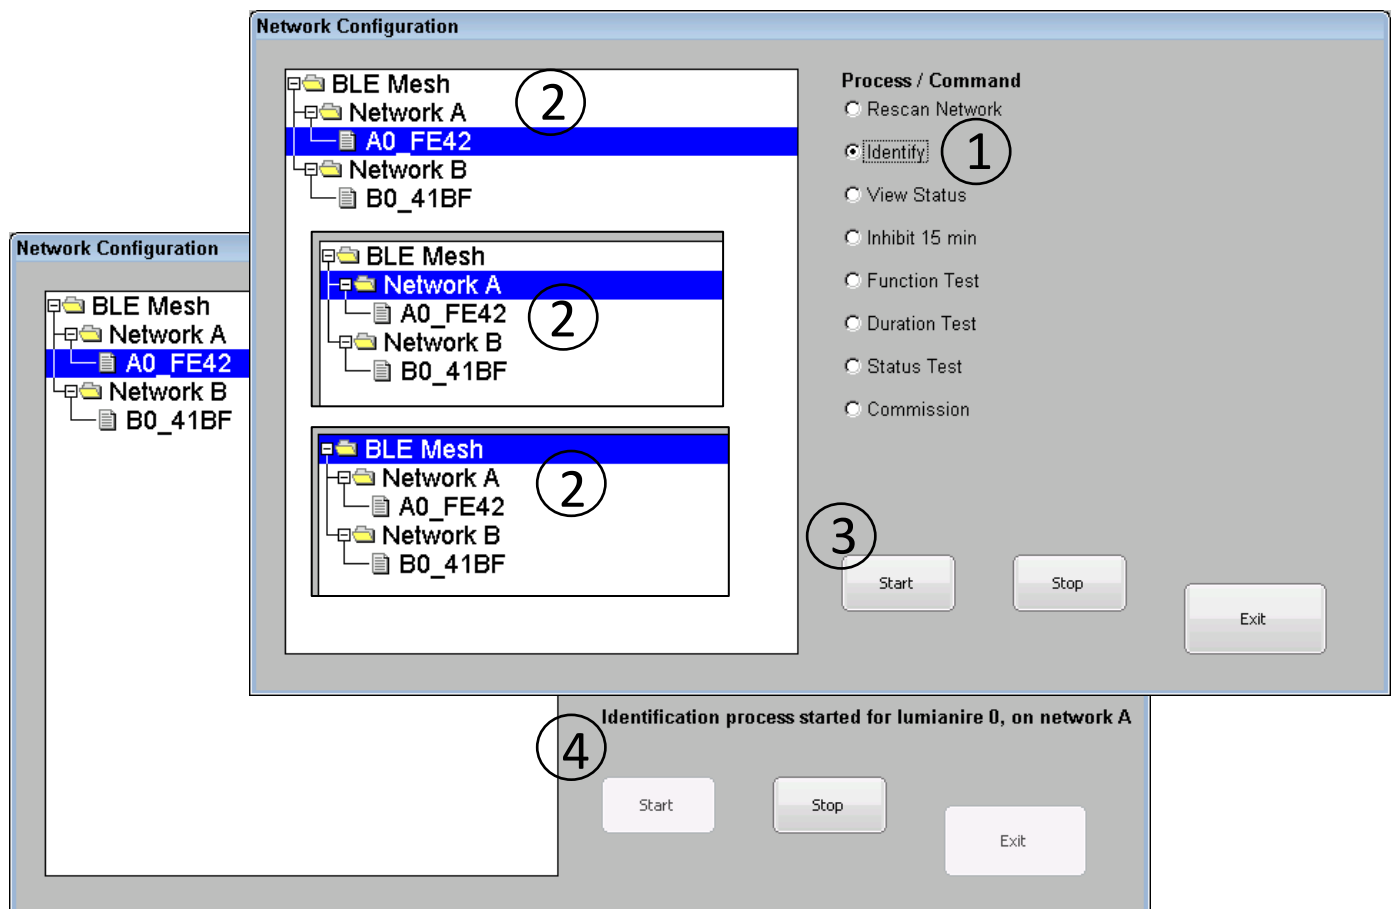 Network Configuration
BLE Mesh
Network A
A0_FE42
Network B
B0_41BF
2
BLE Mesh
Network A
A0_FE42
Network B
B0_41BF
2
BLE Mesh
Network A
A0_FE42
Network B
B0_41BF
2
Process / Command
Rescan Network
Identify
1
View Status
Inhibit 15 min
Function Test
Duration Test
Status Test
Commission
3
Start
Stop
Exit
Network Configuration
BLE Mesh
Network A
A0_FE42
Network B
B0_41BF
Identification process started for lumianire 0, on network A
4
Start
Stop
Exit